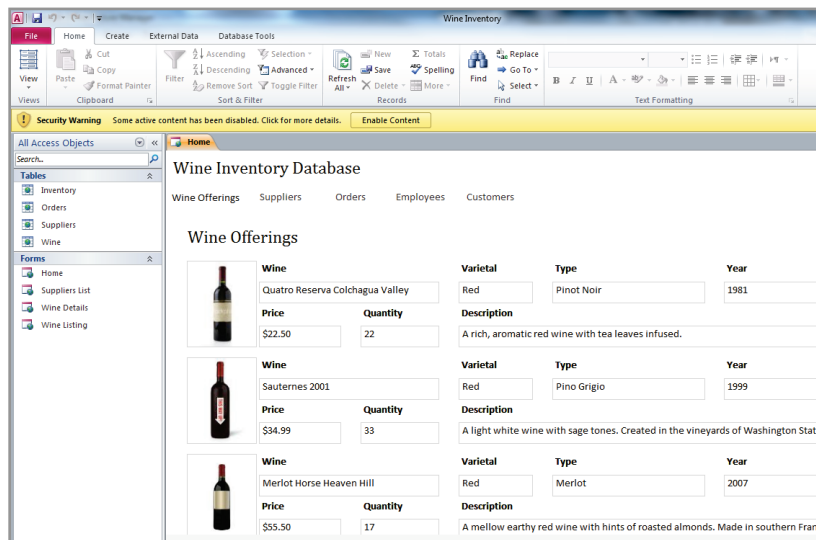 Wine Inventory
File Home Create External Data Database Tools
View Paste Cut Copy Format Painter Filter Ascending Descending Remove Sort Selection Advanced Toggle Filter Refresh All New Save Delete Totals Spelling More Find Replace Go To Select B I U A
Views Clipboard Sort & Filter Records Find Text Formatting
Security Warning Some active content has been disabled. Click for more details. Enable Content
All Access Objects
Home
Search..
Tables
Inventory
Orders
Suppliers
Wine
Forms
Home
Suppliers List
Wine Details
Wine Listing
Wine Inventory Database
Wine Offerings Suppliers Orders Employees Customers
Wine Offerings
Wine Varietal Type Year
Quatro Reserva Colchagua Valley Red Pinot Noir 1981
Price Quantity Description
$22.50 22 A rich, aromatic red wine with tea leaves infused.
Wine Varietal Type Year
Sauternes 2001 Red Pino Grigio 1999
Price Quantity Description
$34.99 33 A light white wine with sage tones. Created in the vineyards of Washington Stat
Wine Varietal Type Year
Merlot Horse Heaven Hill Red Merlot 2007
Price Quantity Description
$55.50 17 A mellow earthy red wine with hints of roasted almonds. Made in southern Fran